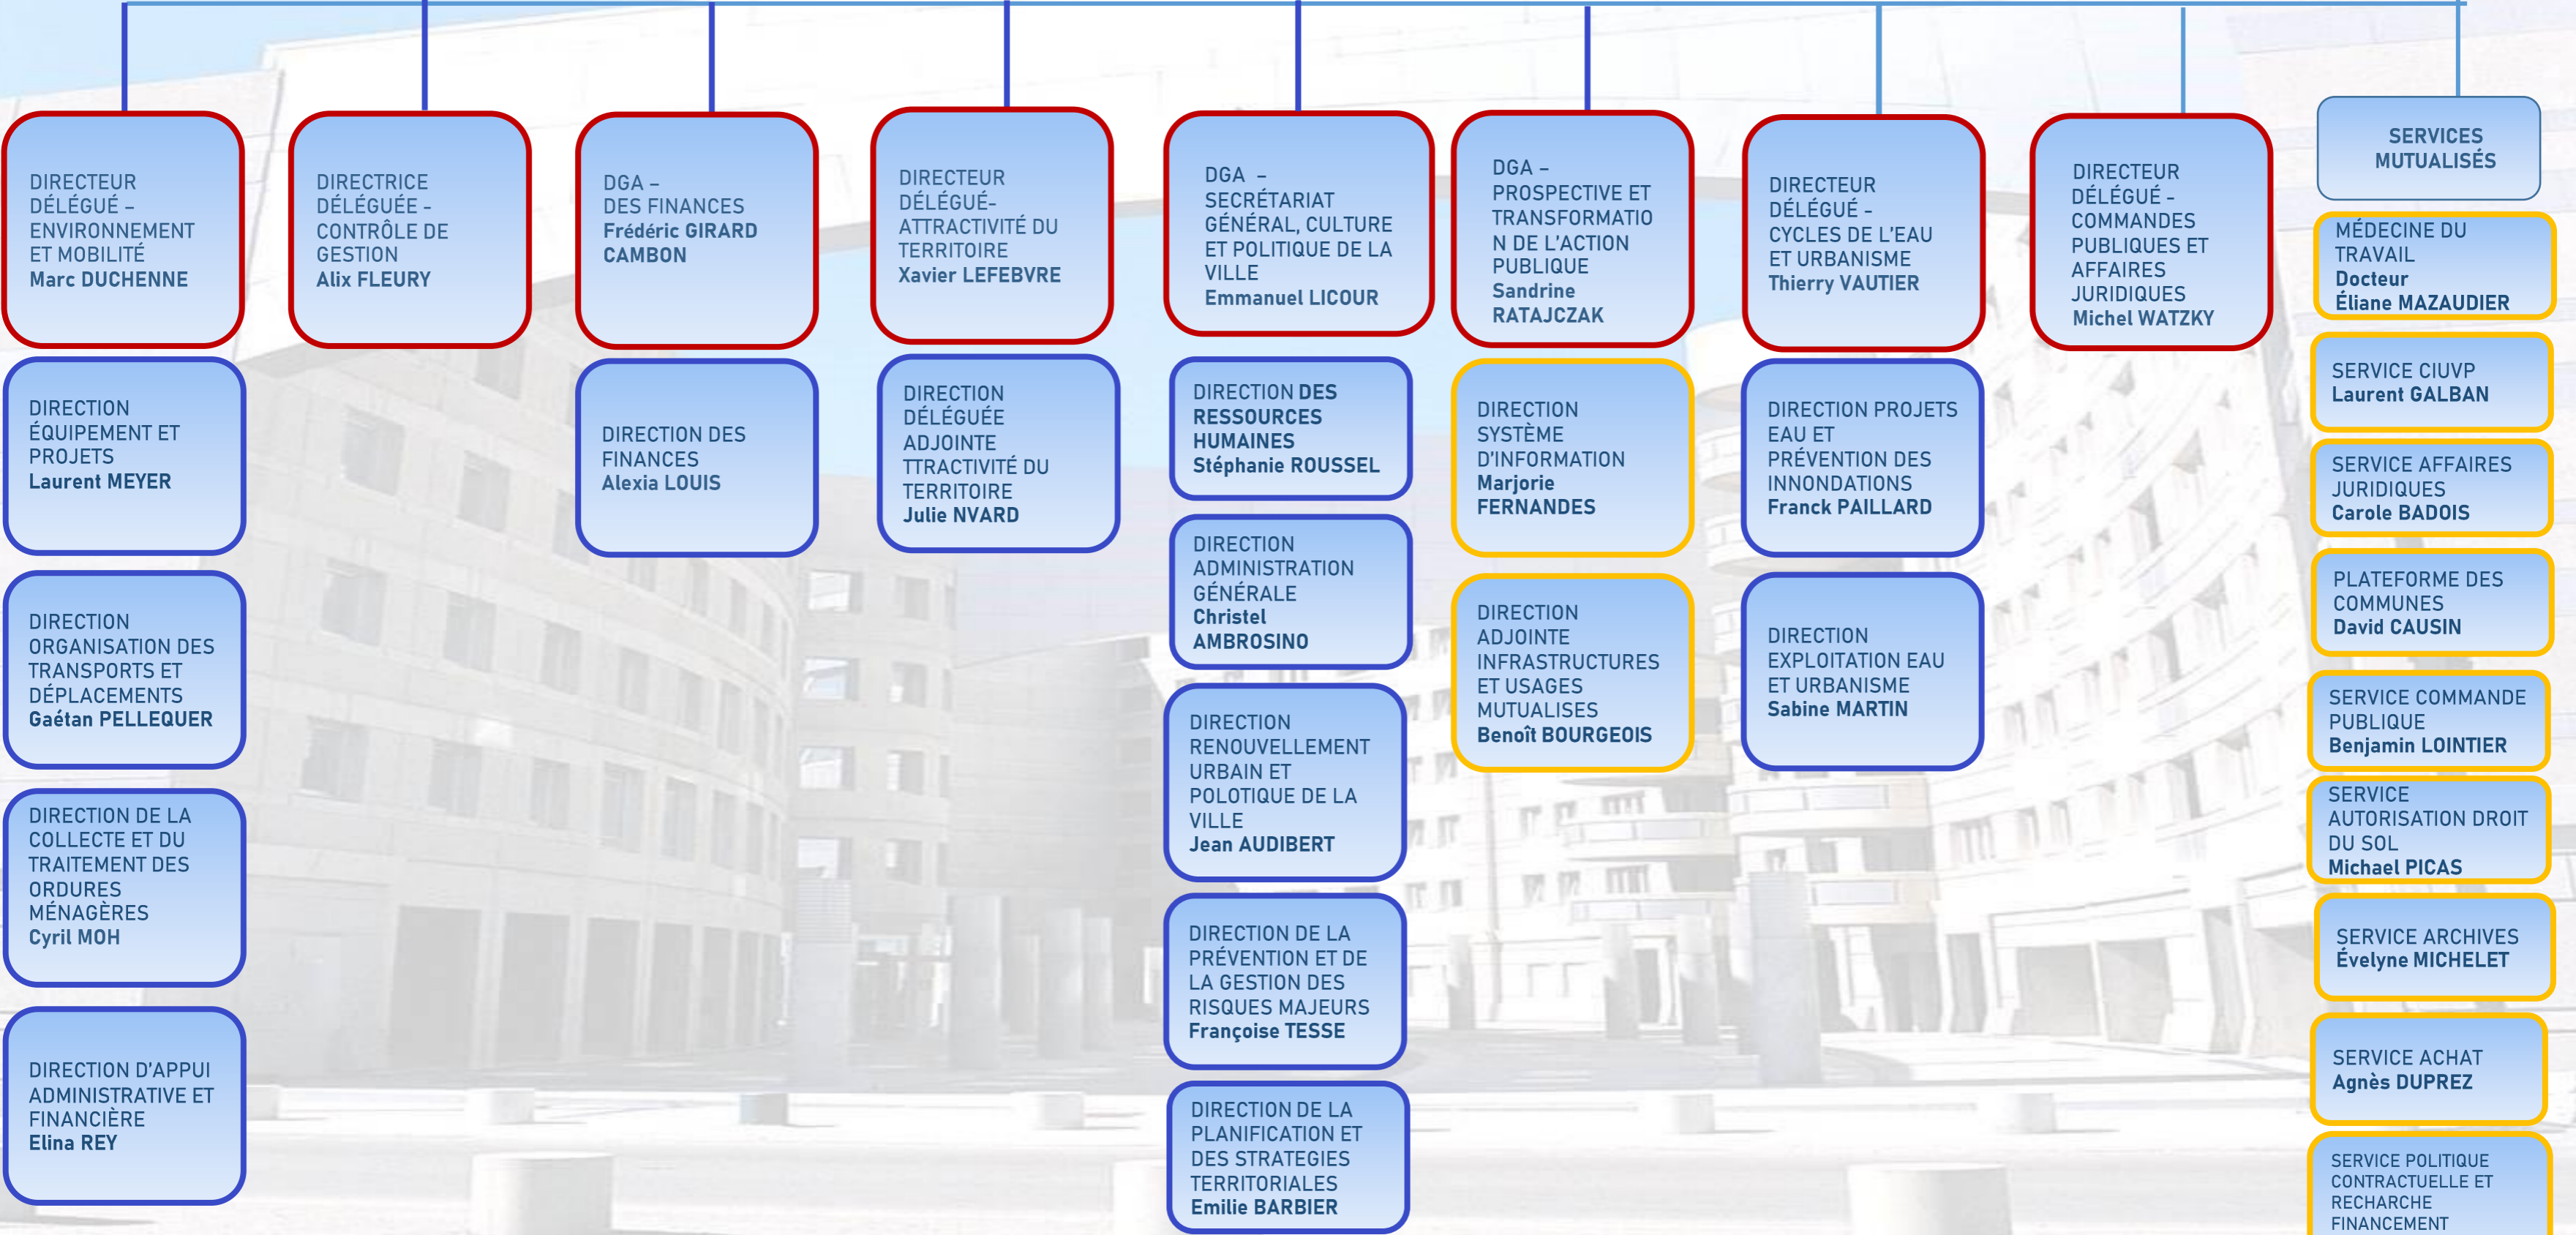 DIRECTEUR
DÉLÉGUÉ –
ENVIRONNEMENT
ET MOBILITÉ
Marc DUCHENNE
DIRECTION
ÉQUIPEMENT ET
PROJETS
Laurent MEYER
DIRECTION
ORGANISATION DES
TRANSPORTS ET
DÉPLACEMENTS
Gaétan PELLEQUER
DIRECTION DE LA
COLLECTE ET DU
TRAITEMENT DES
ORDURES
MÉNAGÈRES
Cyril MOH
DIRECTION D'APPUI
ADMINISTRATIVE ET
FINANCIÈRE
Elina REY
DIRECTRICE
DÉLÉGUÉE -
CONTRÔLE DE
GESTION
Alix FLEURY
DGA –
DES FINANCES
Frédéric GIRARD
CAMBON
DIRECTION DES
FINANCES
Alexia LOUIS
DIRECTEUR
DÉLÉGUÉ-
ATTRACTIVITÉ DU
TERRITOIRE
Xavier LEFEBVRE
DIRECTION
DÉLÉGUÉE
ADJOINTE
TTRACTIVITÉ DU
TERRITOIRE
Julie NVARD
DGA –
SECRÉTARIAT
GÉNÉRAL, CULTURE
ET POLITIQUE DE LA
VILLE
Emmanuel LICOUR
DIRECTION DES
RESSOURCES
HUMAINES
Stéphanie ROUSSEL
DIRECTION
ADMINISTRATION
GÉNÉRALE
Christel
AMBROSINO
DIRECTION
RENOUVELLEMENT
URBAIN ET
POLOTIQUE DE LA
VILLE
Jean AUDIBERT
DIRECTION DE LA
PRÉVENTION ET DE
LA GESTION DES
RISQUES MAJEURS
Françoise TESSE
DIRECTION DE LA
PLANIFICATION ET
DES STRATEGIES
TERRITORIALES
Emilie BARBIER
DGA –
PROSPECTIVE ET
TRANSFORMATIO
N DE L'ACTION
PUBLIQUE
Sandrine
RATAJCZAK
DIRECTION
SYSTÈME
D'INFORMATION
Marjorie
FERNANDES
DIRECTION
ADJOINTE
INFRASTRUCTURES
ET USAGES
MUTUALISES
Benoît BOURGEOIS
DIRECTEUR
DÉLÉGUÉ -
CYCLES DE L'EAU
ET URBANISME
Thierry VAUTIER
DIRECTION PROJETS
EAU ET
PRÉVENTION DES
INNONDATIONS
Franck PAILLARD
DIRECTION
EXPLOITATION EAU
ET URBANISME
Sabine MARTIN
DIRECTEUR
DÉLÉGUÉ -
COMMANDES
PUBLIQUES ET
AFFAIRES
JURIDIQUES
Michel WATZKY
SERVICES
MUTUALISÉS
MÉDECINE DU
TRAVAIL
Docteur
Éliane MAZAUDIER
SERVICE CIUVP
Laurent GALBAN
SERVICE AFFAIRES
JURIDIQUES
Carole BADOIS
PLATEFORME DES
COMMUNES
David CAUSIN
SERVICE COMMANDE
PUBLIQUE
Benjamin LOINTIER
SERVICE
AUTORISATION DROIT
DU SOL
Michael PICAS
SERVICE ARCHIVES
Évelyne MICHELET
SERVICE ACHAT
Agnès DUPREZ
SERVICE POLITIQUE
CONTRACTUELLE ET
RECHARCHE
FINANCEMENT